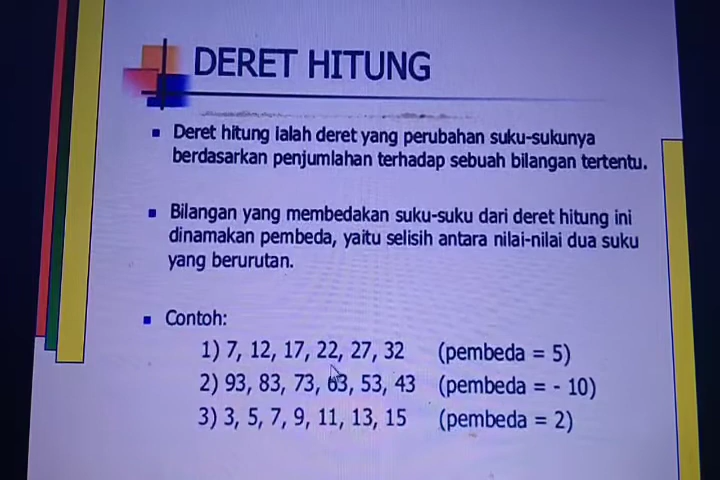 DERET HITUNG
Deret hitung ialah deret yang perubahan suku-sukunya
berdasarkan penjumlahan terhadap sebuah bilangan tertentu.
Bilangan yang membedakan suku-suku dari deret hitung ini
dinamakan pembeda, yaitu selisih antara nilai-nilai dua suku
yang berurutan.
Contoh:
1) 7, 12, 17, 22, 27, 32 (pembeda = 5)
2) 93, 83, 73, 63, 53, 43 (pembeda = - 10)
3) 3, 5, 7, 9, 11, 13, 15 (pembeda = 2)